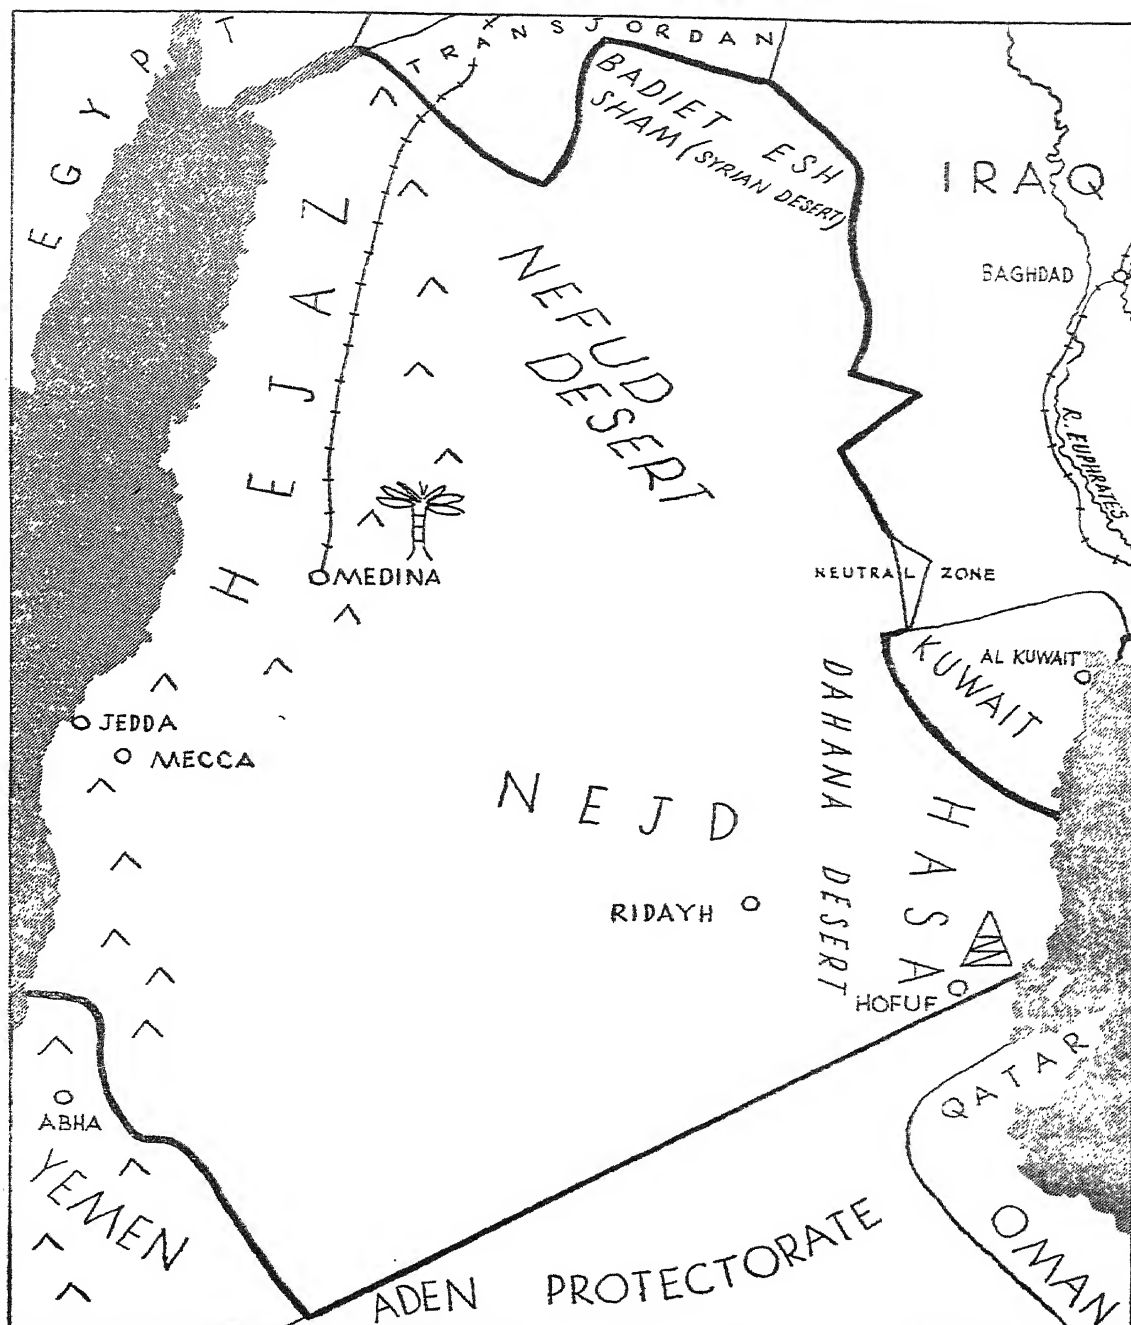 EGYPT
TRANSJORDAN
BADIET ESH
SHAM (SYRIAN DESERT)
IRAQ
BAGHDAD
HEJAZ
NEFUD
DESERT
R. EUPHRATES
MEDINA
NEUTRAL ZONE
KUWAIT
AL KUWAIT
JEDDA
MECCA
NEJD
DAHANA DESERT
HASA
RIDAYH
HOFUF
QATAR
ABHA
YEMEN
OMAN
ADEN PROTECTORATE